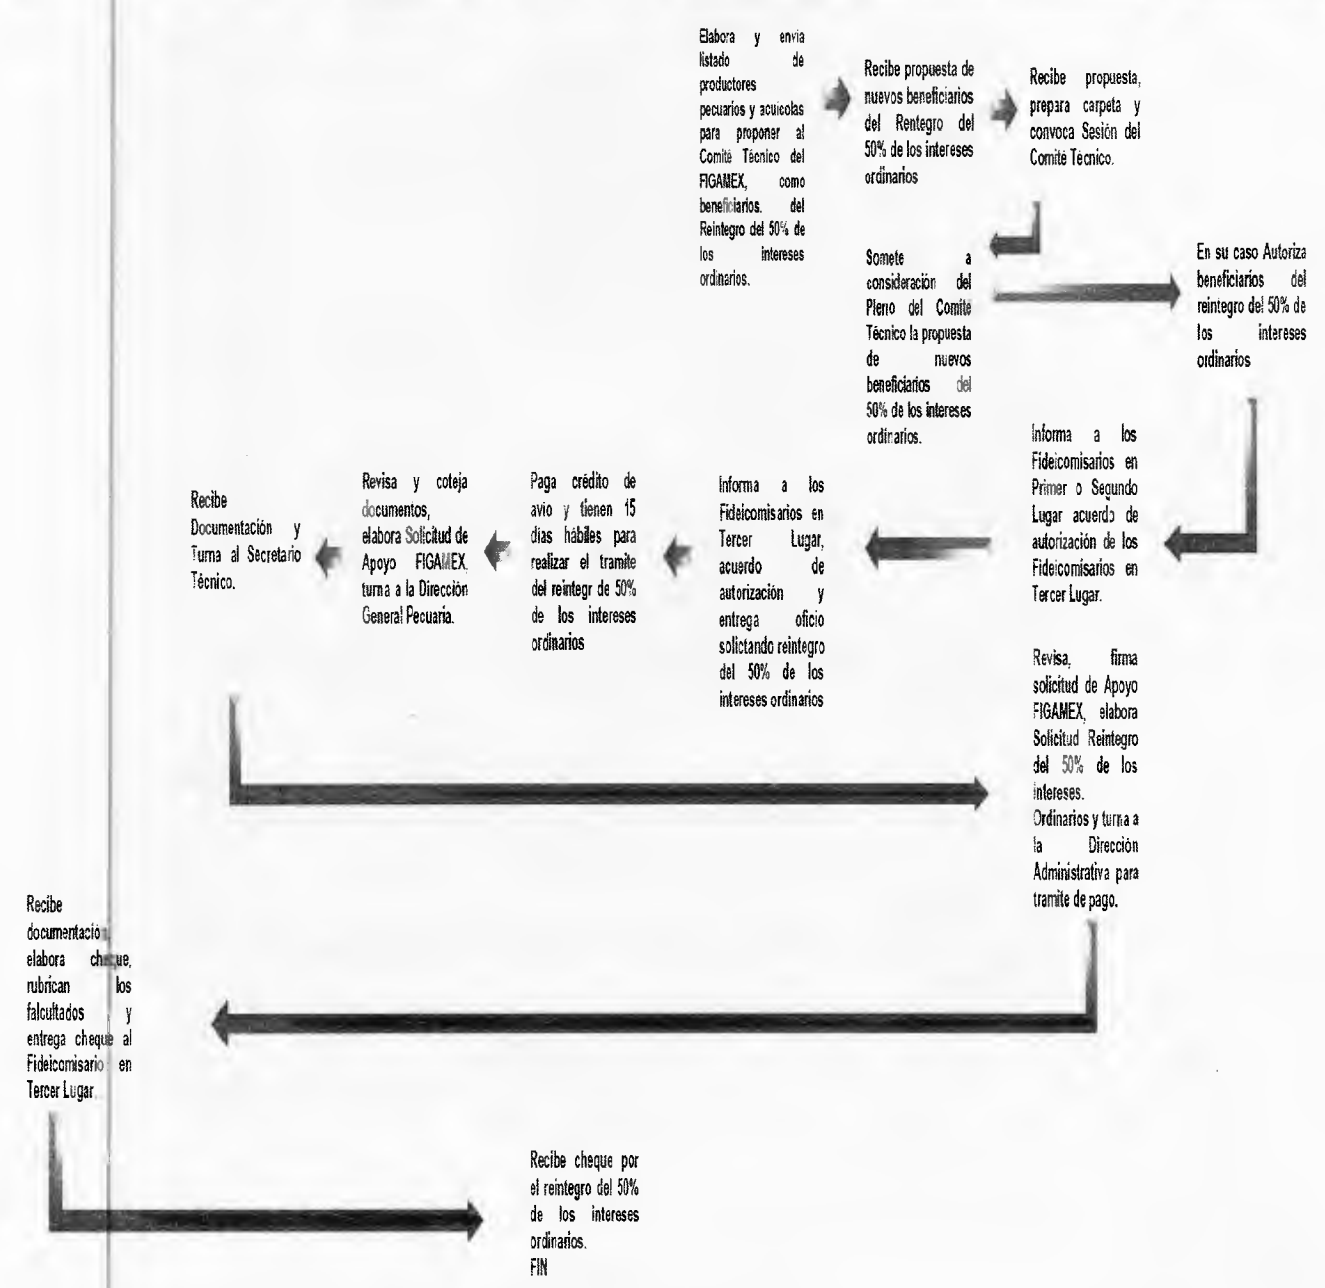 Elabora y envia
listado de
productores
pecuarios y acuicolas
para proponer al
Comité Técnico del
FIGAMEX, como
beneficiarios. del
Reintegro del 50% de
los intereses
ordinarios.
Recibe propuesta de
nuevos beneficiarios
del Rentegro del
50% de los intereses
ordinarios
Recibe propuesta,
prepara carpeta y
convoca Sesión del
Comité Técnico.
Somete a
consideración del
Pleno del Comité
Técnico la propuesta
de nuevos
beneficiarios del
50% de los intereses
ordinarios.
En su caso Autoriza
beneficiarios del
reintegro del 50% de
los intereses
ordinarios
Informa a los
Fideicomisarios en
Primer o Segundo
Lugar acuerdo de
autorización de los
Fideicomisarios en
Tercer Lugar.
Informa a los
Fideicomisarios en
Tercer Lugar,
acuerdo de
autorización y
entrega oficio
solictando reintegro
del 50% de los
intereses ordinarios
Paga crédito de
avio y tienen 15
días hábiles para
realizar el tramite
del reintegr de 50%
de los intereses
ordinarios
Revisa y coteja
documentos,
elabora Solicitud de
Apoyo FIGAMEX.
turna a la Dirección
General Pecuaria.
Recibe
Documentación y
Turna al Secretario
Técnico.
Revisa, firma
solicitud de Apoyo
FIGAMEX, elabora
Solicitud Reintegro
del 50% de los
intereses.
Ordinarios y turna a
la Dirección
Administrativa para
tramite de pago.
Recibe
documentación,
elabora cheque,
rubrican los
falcultados y
entrega cheque al
Fideicomisario en
Tercer Lugar.
Recibe cheque por
el reintegro del 50%
de los intereses
ordinarios.
FIN